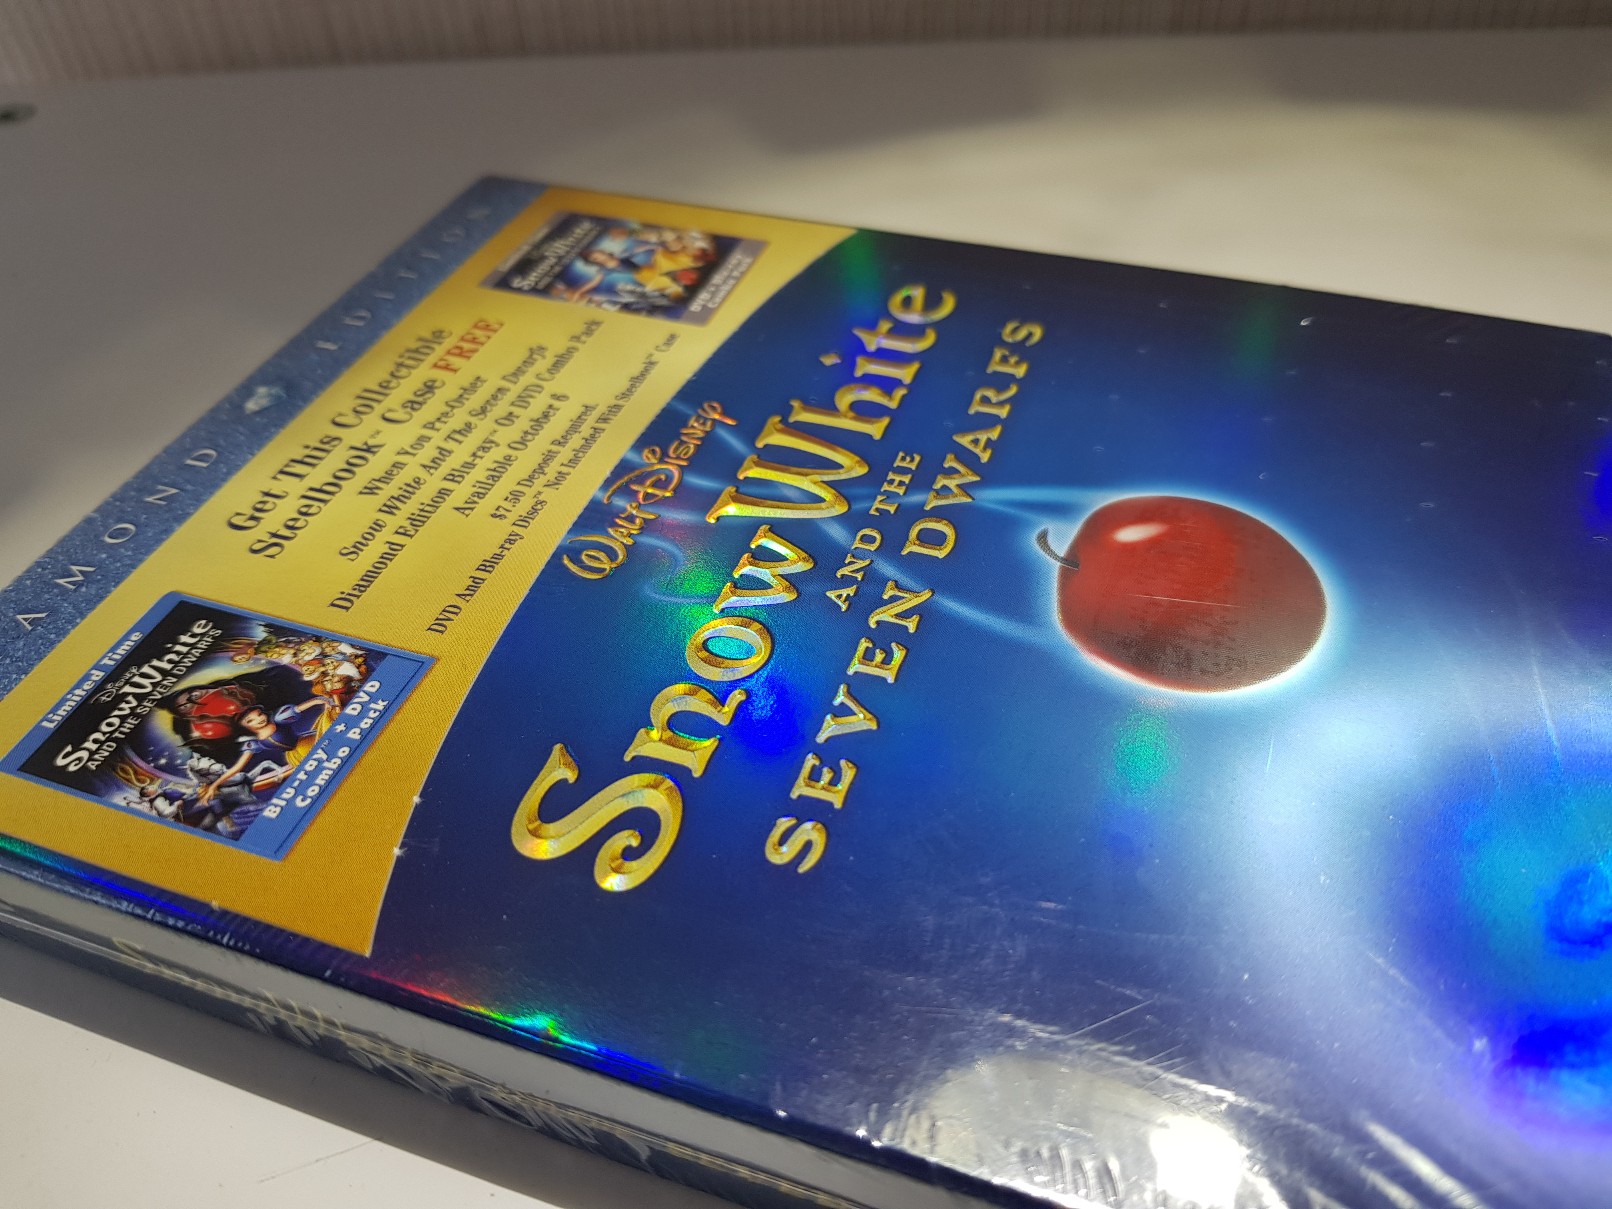 AMOND EDITION
Get This Collectible
Steelbook™ Case FREE
When You Pre-Order
Snow White And The Seven Dwarfs
Diamond Edition Blu-ray™ Or DVD Combo Pack
Available October 6
$7.50 Deposit Required.
DVD And Blu-ray Discs™ Not Included With Steelbook™ Case
Limited Time
Disney
Snow White
AND THE SEVEN DWARFS
Blu-ray™ + DVD
Combo Pack
Snow White
WALT DISNEY
Snow White
AND THE
SEVEN DWARFS